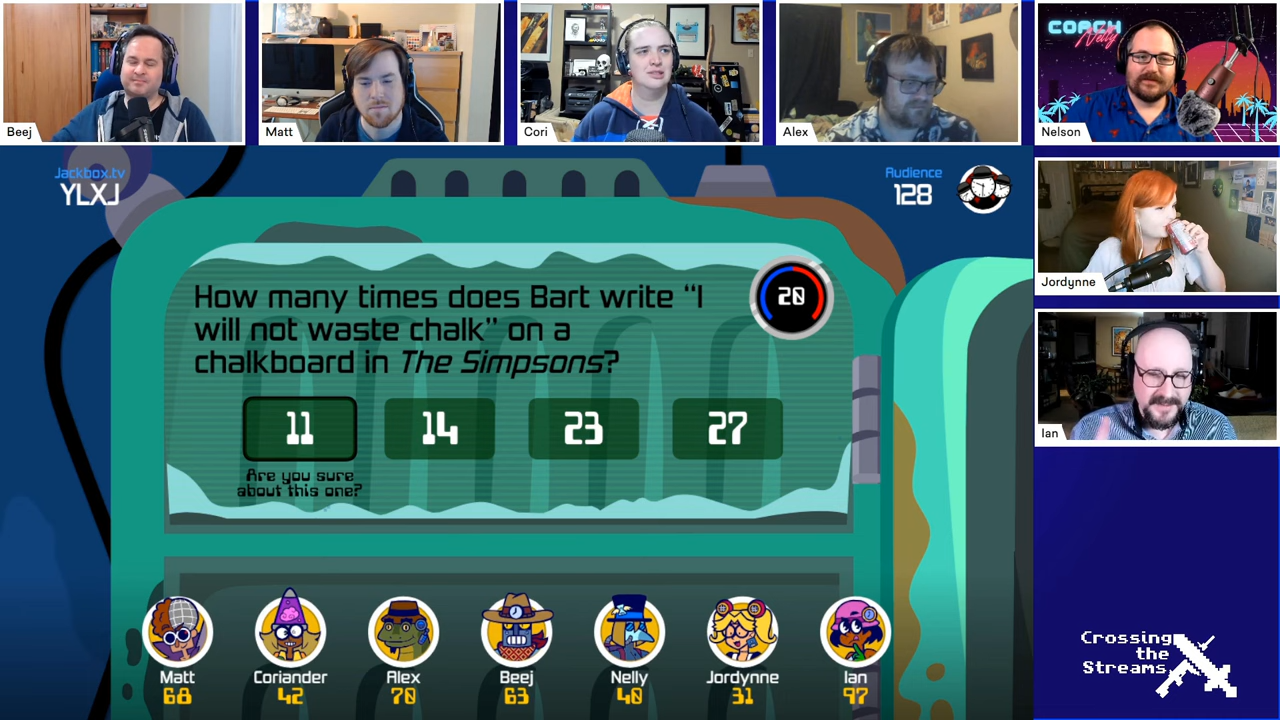 COACH
Nelly
Beej
Matt
Cori
Alex
Nelson
Jackbox.tv
YLXJ
Audience
128
How many times does Bart write “I
will not waste chalk” on a
chalkboard in The Simpsons?
20
11
14
23
27
Are you sure
about this one?
Jordynne
Ian
Matt
68
Coriander
42
Alex
70
Beej
63
Nelly
40
Jordynne
31
Ian
97
Crossing
the
Streams